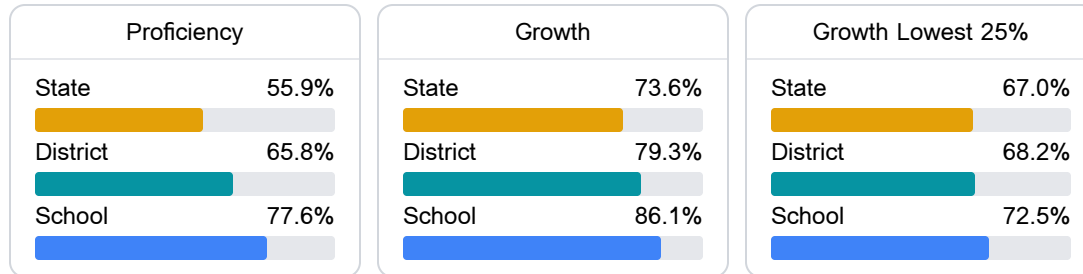 Proficiency
State 55.9%
District 65.8%
School 77.6%
Growth
State 73.6%
District 79.3%
School 86.1%
Growth Lowest 25%
State 67.0%
District 68.2%
School 72.5%